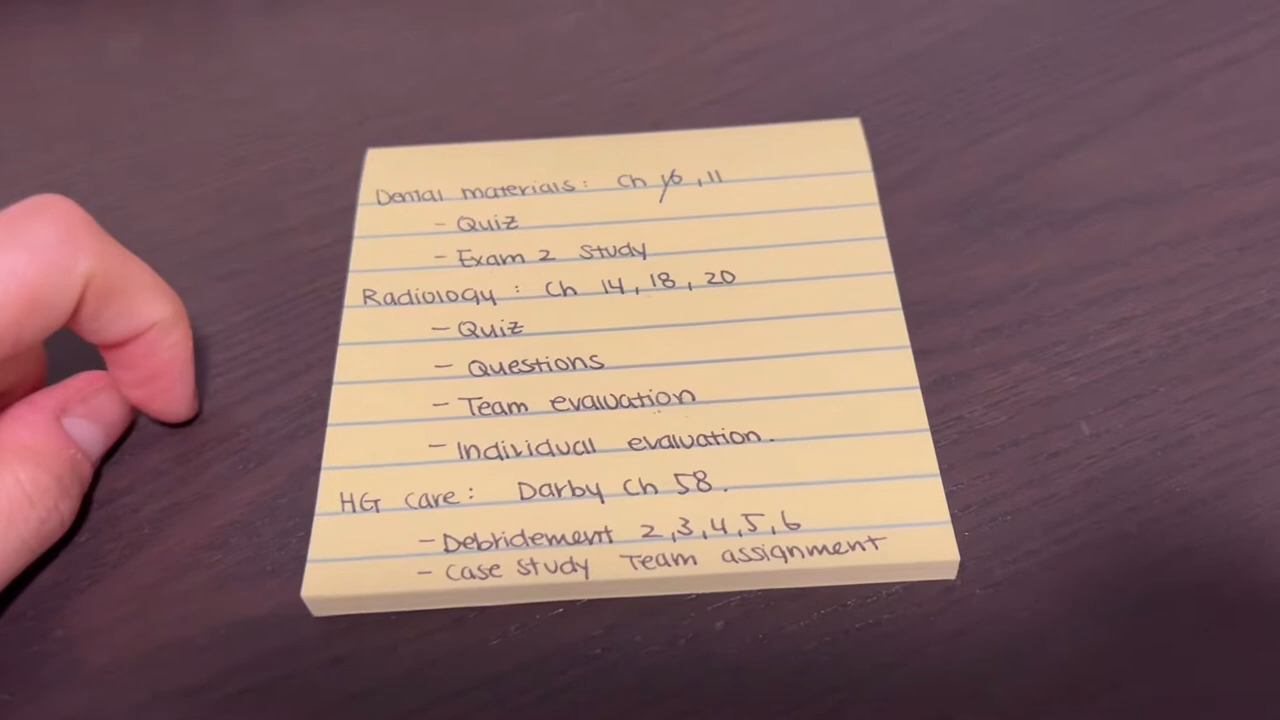 Dental materials: Ch 16, 11
- Quiz
- Exam 2 study
Radiology: Ch 14, 18, 20
- Quiz
- Questions
- Team evaluation
- Individual evaluation.
HG care: Darby Ch 58.
- Debridement 2,3,4,5,6
- Case study Team assignment